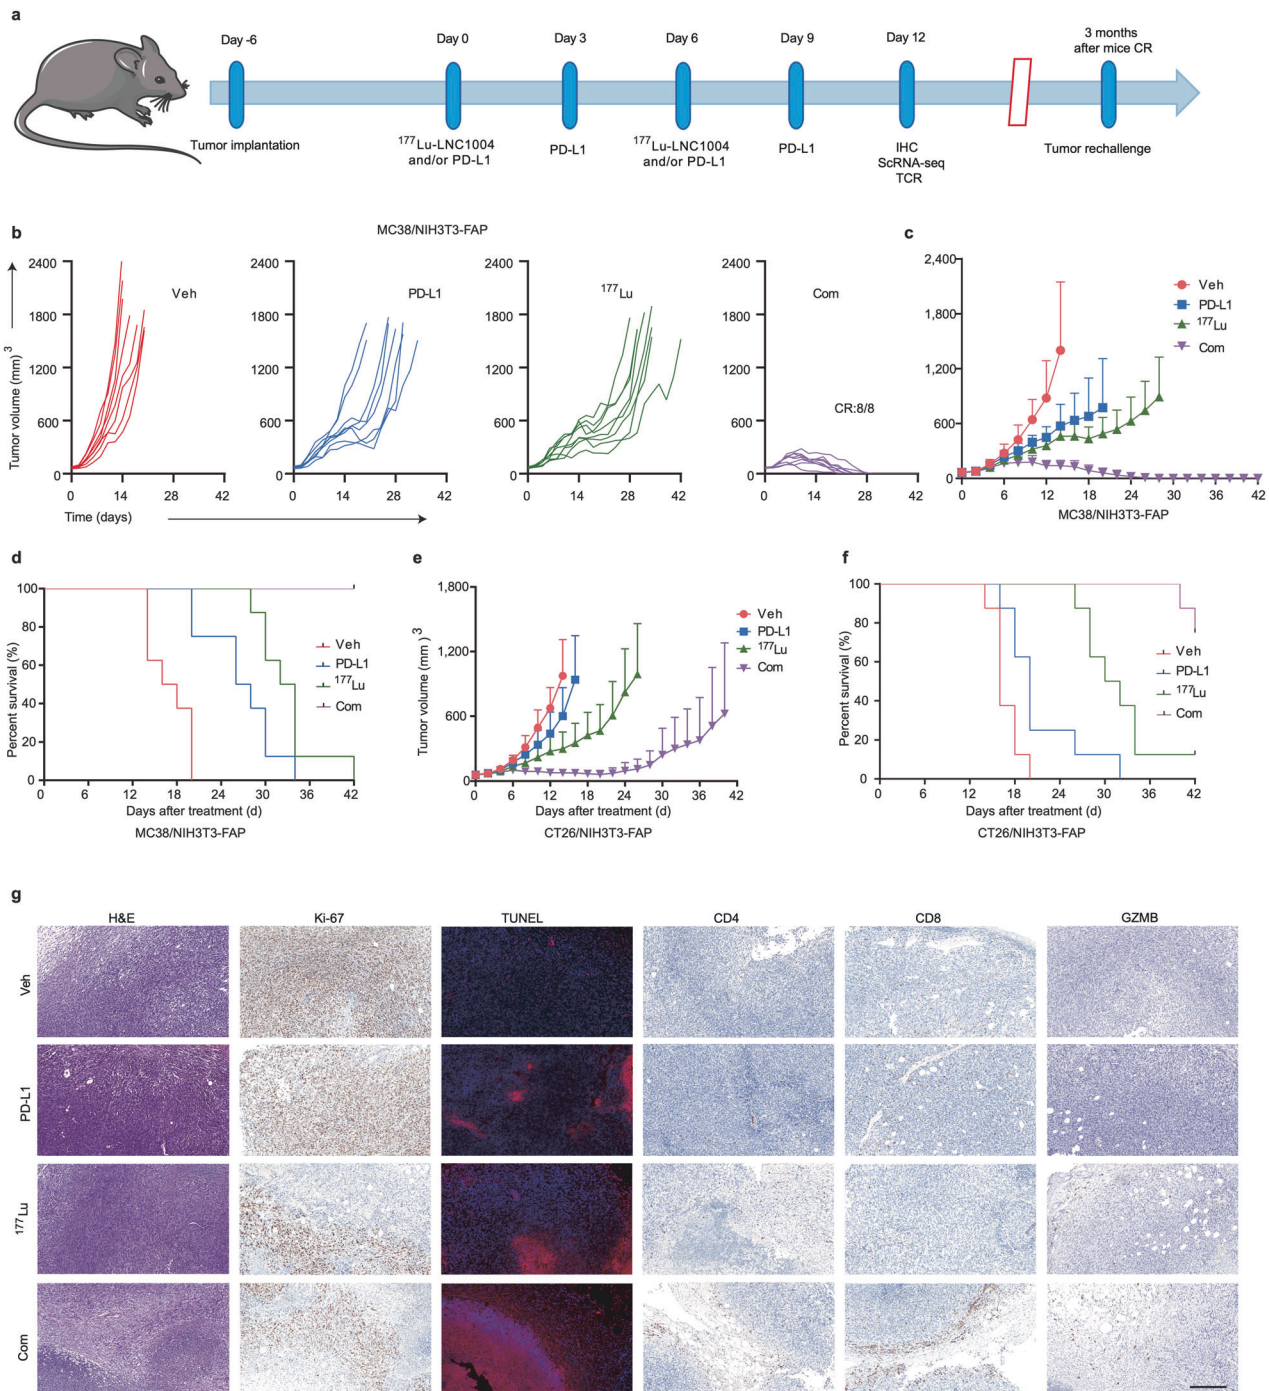 a
Day -6
Day 0
Day 3
Day 6
Day 9
Day 12
3 months
after mice CR
Tumor implantation
177Lu-LNC1004
and/or PD-L1
PD-L1
177Lu-LNC1004
and/or PD-L1
PD-L1
IHC
ScRNA-seq
TCR
Tumor rechallenge
b
MC38/NIH3T3-FAP
Tumor volume (mm)3
2400
1800
1200
600
0
0 14 28 42
Veh
2400
1800
1200
600
0
0 14 28 42
PD-L1
2400
1800
1200
600
0
0 14 28 42
177Lu
2400
1800
1200
600
0
0 14 28 42
Com
CR:8/8
Time (days)
c
2,400
1,800
1,200
600
0
0 6 12 18 24 30 36 42
Veh
PD-L1
177Lu
Com
MC38/NIH3T3-FAP
d
Percent survival (%)
100
80
60
40
20
0
0 6 12 18 24 30 36 42
Veh
PD-L1
177Lu
Com
Days after treatment (d)
MC38/NIH3T3-FAP
e
Tumor volume (mm)3
1,800
1,200
600
0
0 6 12 18 24 30 36 42
Veh
PD-L1
177Lu
Com
Days after treatment (d)
CT26/NIH3T3-FAP
f
Percent survival (%)
100
80
60
40
20
0
0 6 12 18 24 30 36 42
Veh
PD-L1
177Lu
Com
Days after treatment (d)
CT26/NIH3T3-FAP
g
H&E
Ki-67
TUNEL
CD4
CD8
GZMB
Veh
PD-L1
177Lu
Com